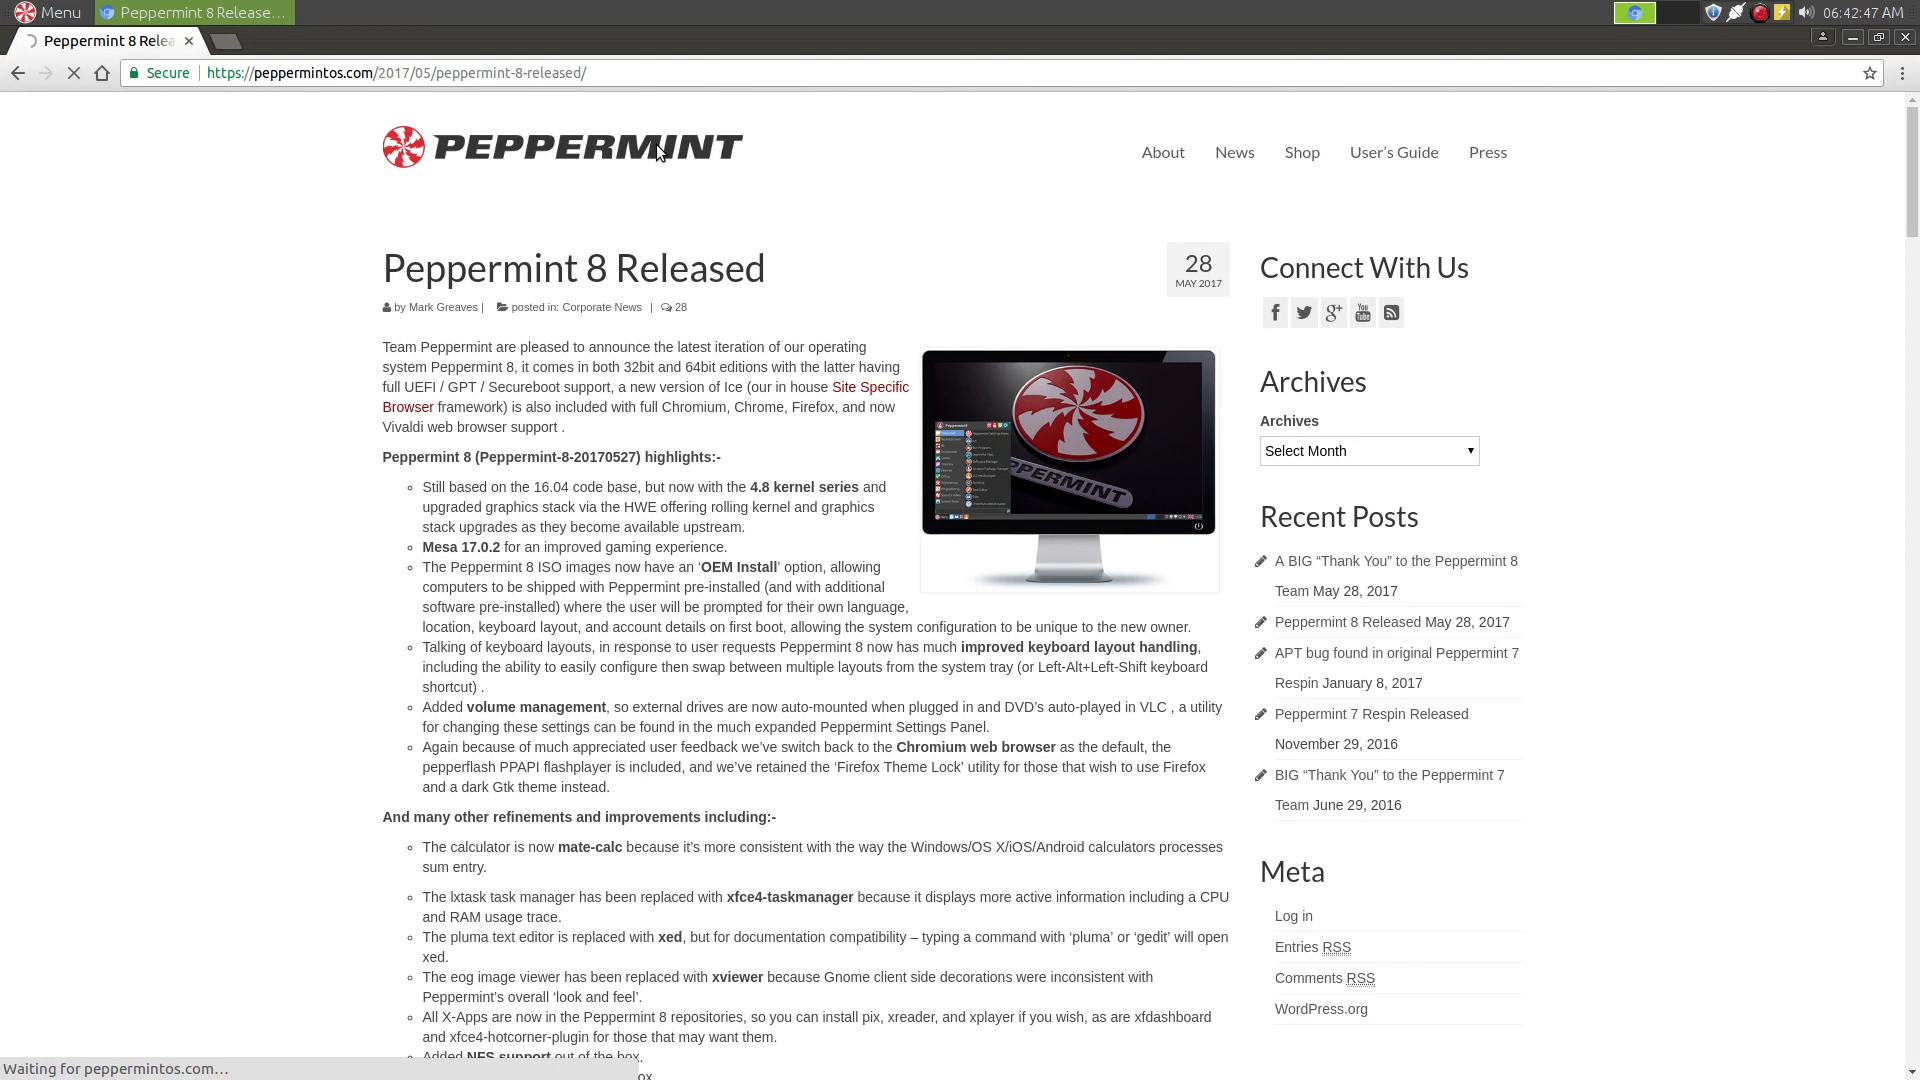 Menu
Peppermint 8 Release...
06:42:47 AM
Peppermint 8 Relea
Secure
https://peppermintos.com/2017/05/peppermint-8-released/
PEPPERMINT
About
News
Shop
User’s Guide
Press
Peppermint 8 Released
28
MAY 2017
by Mark Greaves | posted in: Corporate News | 28
Team Peppermint are pleased to announce the latest iteration of our operating
system Peppermint 8, it comes in both 32bit and 64bit editions with the latter having
full UEFI / GPT / Secureboot support, a new version of Ice (our in house Site Specific
Browser framework) is also included with full Chromium, Chrome, Firefox, and now
Vivaldi web browser support .
Peppermint 8 (Peppermint-8-20170527) highlights:-
Still based on the 16.04 code base, but now with the 4.8 kernel series and
upgraded graphics stack via the HWE offering rolling kernel and graphics
stack upgrades as they become available upstream.
Mesa 17.0.2 for an improved gaming experience.
The Peppermint 8 ISO images now have an ‘OEM Install’ option, allowing
computers to be shipped with Peppermint pre-installed (and with additional
software pre-installed) where the user will be prompted for their own language,
location, keyboard layout, and account details on first boot, allowing the system configuration to be unique to the new owner.
Talking of keyboard layouts, in response to user requests Peppermint 8 now has much improved keyboard layout handling,
including the ability to easily configure then swap between multiple layouts from the system tray (or Left-Alt+Left-Shift keyboard
shortcut) .
Added volume management, so external drives are now auto-mounted when plugged in and DVD’s auto-played in VLC , a utility
for changing these settings can be found in the much expanded Peppermint Settings Panel.
Again because of much appreciated user feedback we’ve switch back to the Chromium web browser as the default, the
pepperflash PPAPI flashplayer is included, and we’ve retained the ‘Firefox Theme Lock’ utility for those that wish to use Firefox
and a dark Gtk theme instead.
And many other refinements and improvements including:-
The calculator is now mate-calc because it’s more consistent with the way the Windows/OS X/iOS/Android calculators processes
sum entry.
The lxtask task manager has been replaced with xfce4-taskmanager because it displays more active information including a CPU
and RAM usage trace.
The pluma text editor is replaced with xed, but for documentation compatibility – typing a command with ‘pluma’ or ‘gedit’ will open
xed.
The eog image viewer has been replaced with xviewer because Gnome client side decorations were inconsistent with
Peppermint’s overall ‘look and feel’.
All X-Apps are now in the Peppermint 8 repositories, so you can install pix, xreader, and xplayer if you wish, as are xfdashboard
and xfce4-hotcorner-plugin for those that may want them.
Added NFS support out of the box.
Waiting for peppermintos.com...
Connect With Us
Archives
Archives
Select Month
Recent Posts
A BIG “Thank You” to the Peppermint 8
Team May 28, 2017
Peppermint 8 Released May 28, 2017
APT bug found in original Peppermint 7
Respin January 8, 2017
Peppermint 7 Respin Released
November 29, 2016
BIG “Thank You” to the Peppermint 7
Team June 29, 2016
Meta
Log in
Entries RSS
Comments RSS
WordPress.org